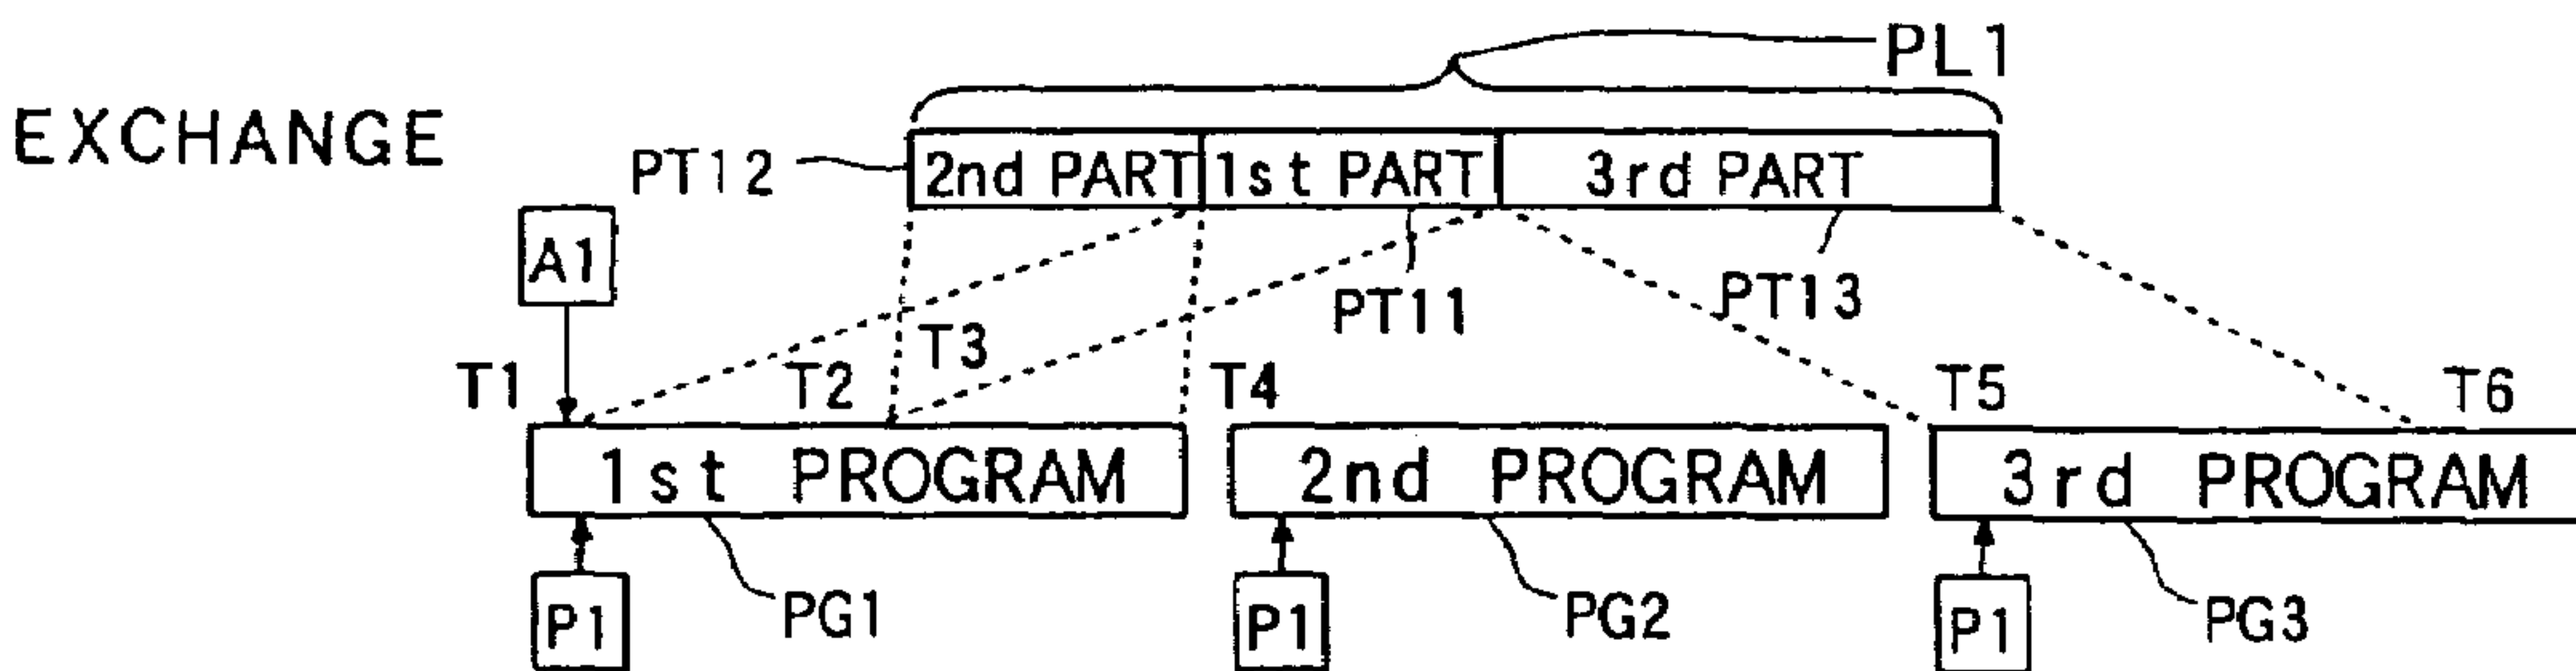 PL1
EXCHANGE
PT12
2nd PART
1st PART
3rd PART
A1
PT11
PT13
T1
T2
T3
T4
T5
T6
1st PROGRAM
2nd PROGRAM
3rd PROGRAM
P1
PG1
P1
PG2
P1
PG3